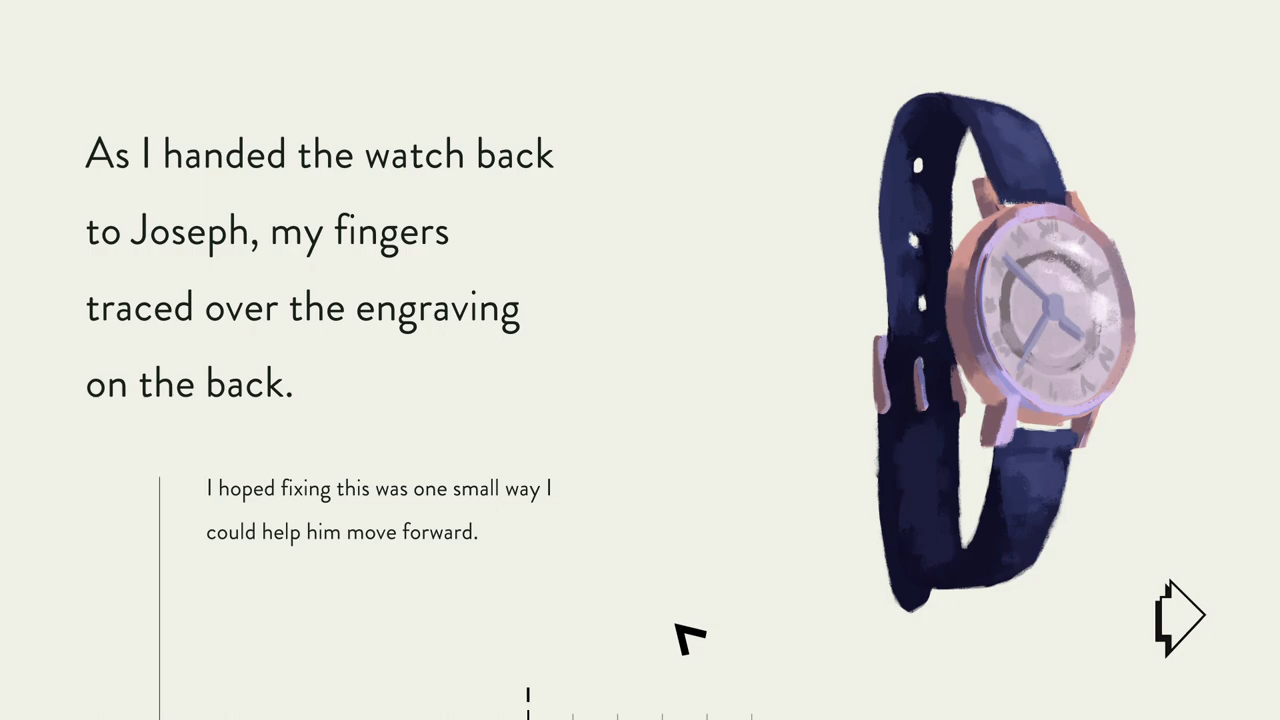 As I handed the watch back
to Joseph, my fingers
traced over the engraving
on the back.
I hoped fixing this was one small way I
could help him move forward.